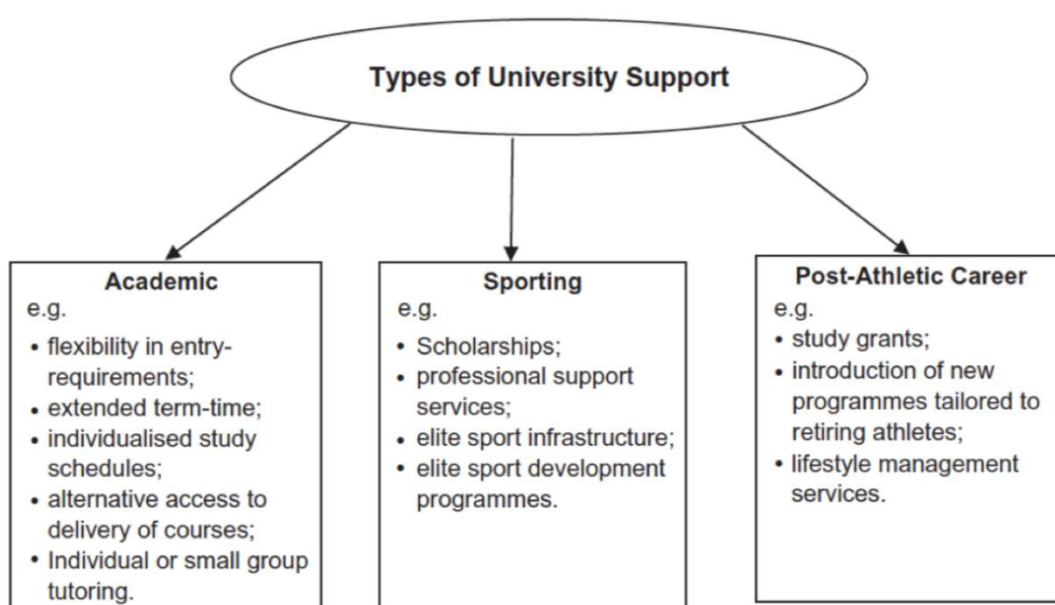 Types of University Support
Academic
e.g.
• flexibility in entry-
requirements;
• extended term-time;
• individualised study
schedules;
• alternative access to
delivery of courses;
• Individual or small group
tutoring.
Sporting
e.g.
• Scholarships;
• professional support
services;
• elite sport infrastructure;
• elite sport development
programmes.
Post-Athletic Career
e.g.
• study grants;
• introduction of new
programmes tailored to
retiring athletes;
• lifestyle management
services.